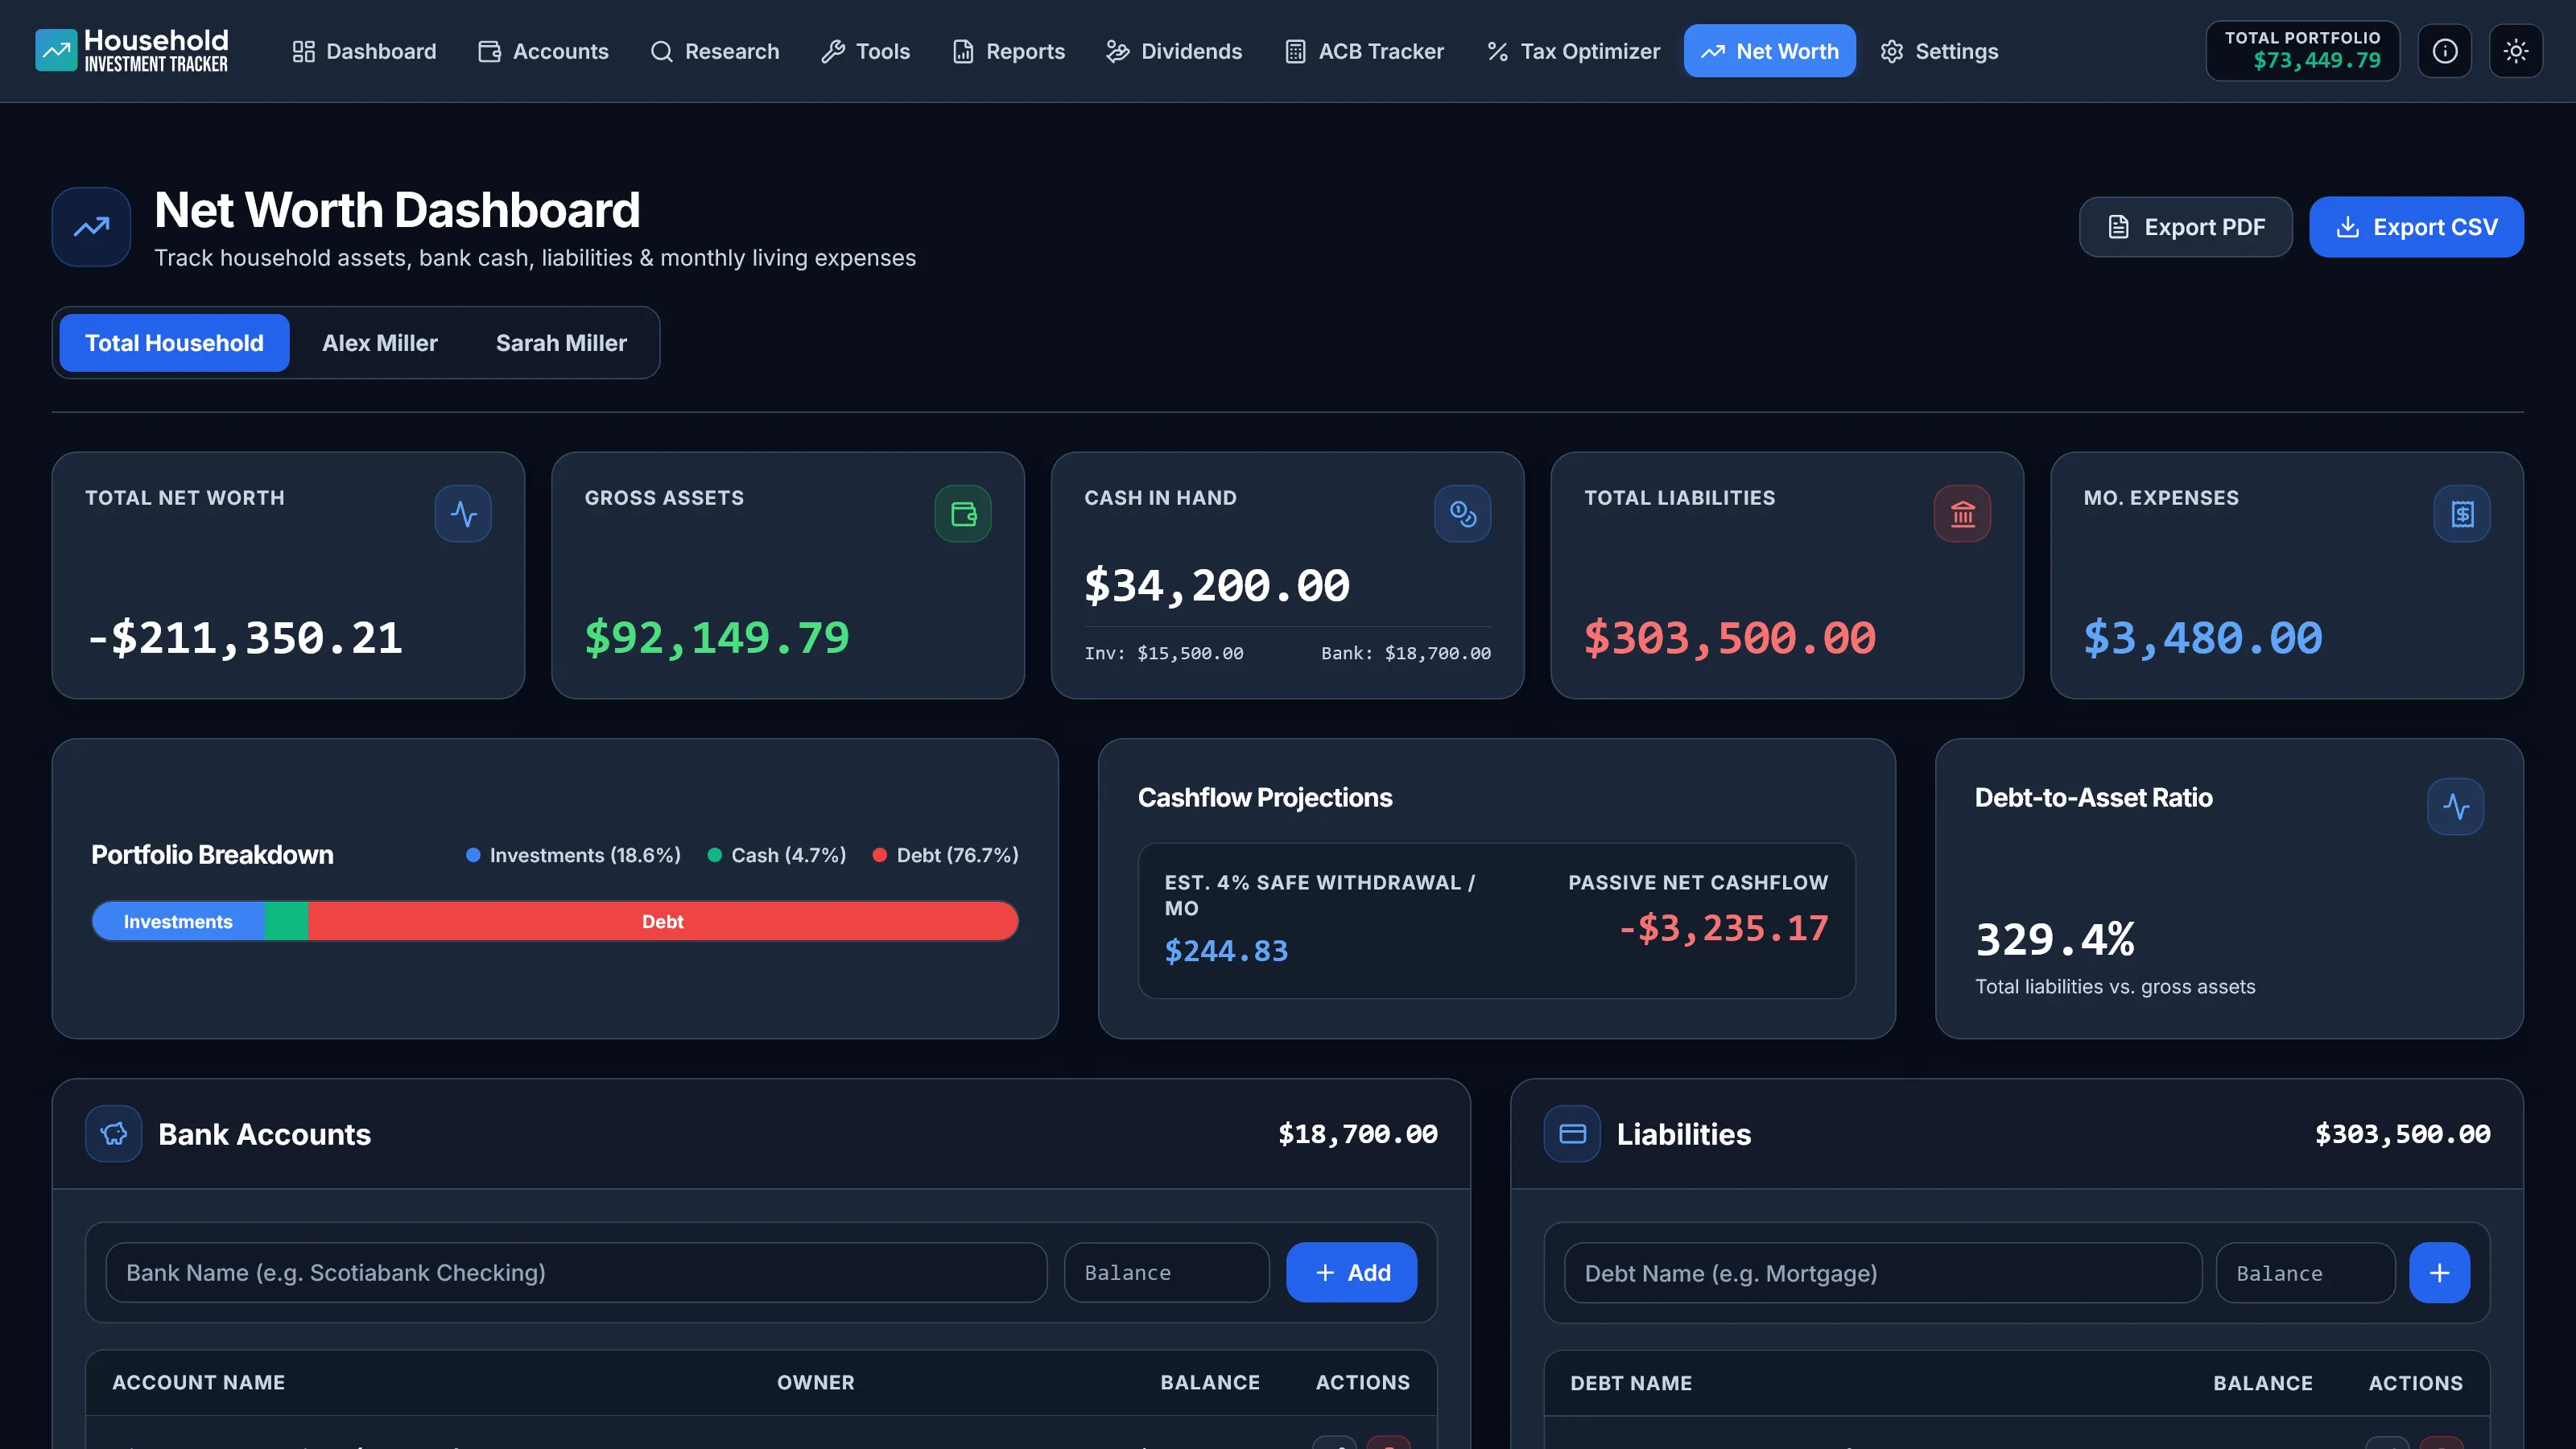 Household
INVESTMENT TRACKER
Dashboard
Accounts
Research
Tools
Reports
Dividends
ACB Tracker
Tax Optimizer
Net Worth
Settings
TOTAL PORTFOLIO
$73,449.79
Net Worth Dashboard
Track household assets, bank cash, liabilities & monthly living expenses
Export PDF
Export CSV
Total Household
Alex Miller
Sarah Miller
TOTAL NET WORTH
-$211,350.21
GROSS ASSETS
$92,149.79
CASH IN HAND
$34,200.00
Inv: $15,500.00
Bank: $18,700.00
TOTAL LIABILITIES
$303,500.00
MO. EXPENSES
$3,480.00
Portfolio Breakdown
Investments (18.6%)
Cash (4.7%)
Debt (76.7%)
Investments
Debt
Cashflow Projections
EST. 4% SAFE WITHDRAWAL /
MO
$244.83
PASSIVE NET CASHFLOW
-$3,235.17
Debt-to-Asset Ratio
329.4%
Total liabilities vs. gross assets
Bank Accounts
$18,700.00
Bank Name (e.g. Scotiabank Checking)
Balance
Add
ACCOUNT NAME
OWNER
BALANCE
ACTIONS
Liabilities
$303,500.00
Debt Name (e.g. Mortgage)
Balance
DEBT NAME
BALANCE
ACTIONS